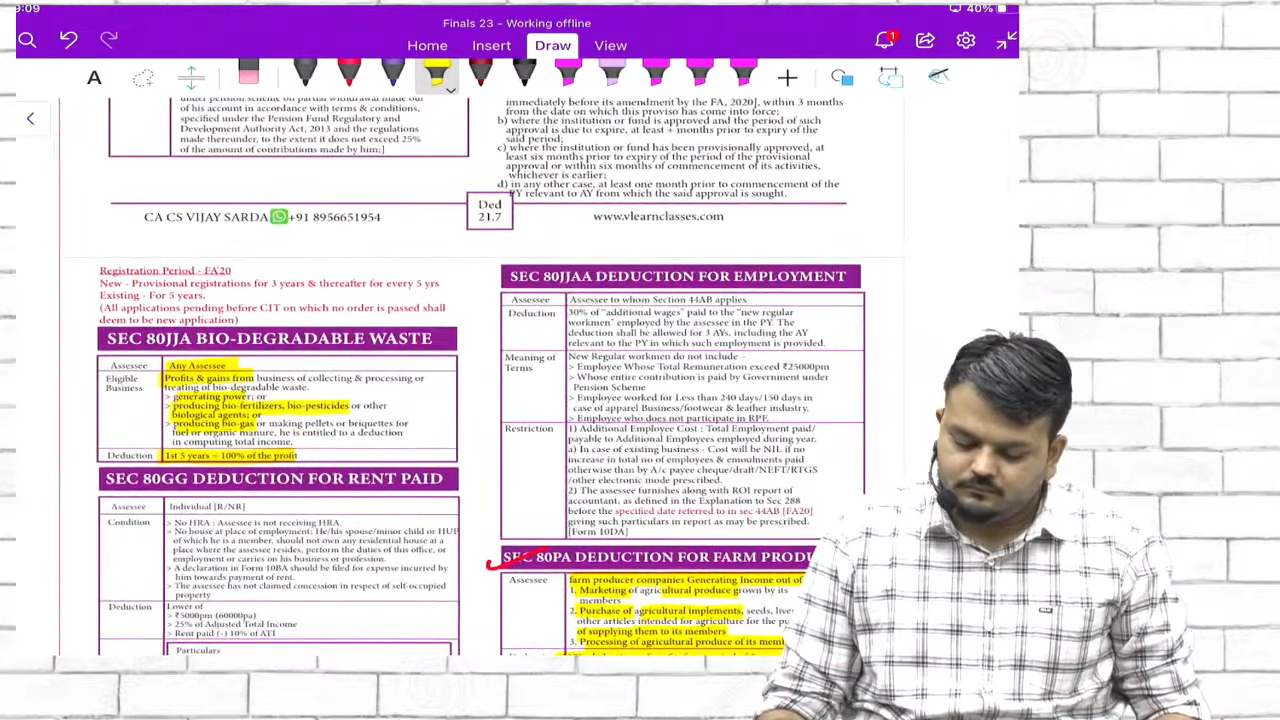 9:09
40%
Finals 23 - Working offline
Home Insert Draw View
1
A
under pension scheme on partial withdrawal made out
of his account in accordance with terms & conditions,
specified under the Pension Fund Regulatory and
Development Authority Act, 2013 and the regulations
made thereunder, to the extent it does not exceed 25%
of the amount of contributions made by him;]
immediately before its amendment by the FA, 2020], within 3 months
from the date on which this proviso has come into force;
b) where the institution or fund is approved and the period of such
approval is due to expire, at least + months prior to expiry of the
said period;
c) where the institution or fund has been provisionally approved, at
least six months prior to expiry of the period of the provisional
approval or within six months of commencement of its activities,
whichever is earlier;
d) in any other case, at least one month prior to commencement of the
PY relevant to AY from which the said approval is sought.
CA CS VIJAY SARDA +91 8956651954
Ded
21.7
www.vlearnclasses.com
Registration Period - FA'20
New - Provisional registrations for 3 years & thereafter for every 5 yrs
Existing - For 5 years.
(All applications pending before CIT on which no order is passed shall
deem to be new application)
SEC 80JJA BIO-DEGRADABLE WASTE
Assessee Any Assessee
Eligible Business Profits & gains from business of collecting & processing or
treating of bio-degradable waste.
> generating power; or
> producing bio-fertilizers, bio-pesticides or other
biological agents; or
> producing bio-gas or making pellets or briquettes for
fuel or organic manure, he is entitled to a deduction
in computing total income.
Deduction 1st 5 years = 100% of the profit
SEC 80GG DEDUCTION FOR RENT PAID
Assessee Individual [R/NR]
Condition > No HRA : Assessee is not receiving HRA.
> No house at place of employment: He/his spouse/minor child or HUF
of which he is a member, should not own any residential house at a
place where the assessee resides, perform the duties of this office, or
employment or carries on his business or profession.
> A declaration in Form 10BA should be filed for expense incurred by
him towards payment of rent.
> The assessee has not claimed concession in respect of self-occupied
property
Deduction Lower of
> ₹5000pm (60000pa)
> 25% of Adjusted Total Income
> Rent paid (-) 10% of ATI
Particulars
SEC 80JJAA DEDUCTION FOR EMPLOYMENT
Assessee Assessee to whom Section 44AB applies
Deduction 30% of "additional wages" paid to the "new regular
workmen" employed by the assessee in the PY. The
deduction shall be allowed for 3 AYs, including the AY
relevant to the PY in which such employment is provided.
Meaning of Terms New Regular workmen do not include –
> Employee Whose Total Remuneration exceed ₹25000pm
> Whose entire contribution is paid by Government under
Pension Scheme
> Employee worked for Less than 240 days/150 days in
case of apparel Business/footwear & leather industry.
> Employee who does not participate in RPF.
Restriction 1) Additional Employee Cost : Total Employment paid/
payable to Additional Employees employed during year.
a) In case of existing business - Cost will be NIL if no
increase in total no of employees & emoulments paid
otherwise than by A/c payee cheque/draft/NEFT/RTGS
/other electronic mode prescribed.
2) The assessee furnishes along with ROI report of
accountant, as defined in the Explanation to Sec 288
before the specified date referred to in sec 44AB [FA20]
giving such particulars in report as may be prescribed.
[Form 10DA]
SEC 80PA DEDUCTION FOR FARM
Assessee farm producer companies Generating Income out of
1. Marketing of agricultural produce grown by its
members
2. Purchase of agricultural implements, seeds,
other articles intended for agriculture for the
of supplying them to its members
3. Processing of agricultural produce of its